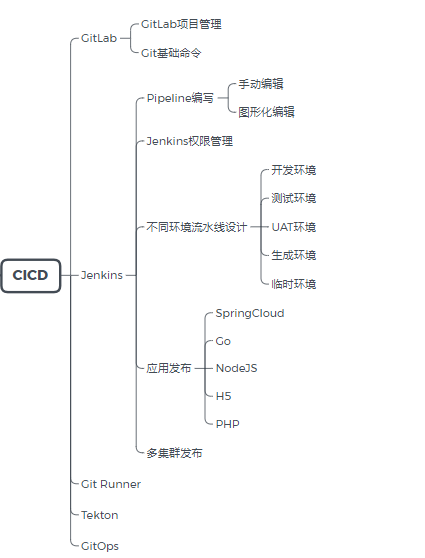 CICD
GitLab
GitLab项目管理
Git基础命令
Jenkins
Pipeline编写
手动编辑
图形化编辑
Jenkins权限管理
不同环境流水线设计
开发环境
测试环境
UAT环境
生成环境
临时环境
应用发布
SpringCloud
Go
NodeJS
H5
PHP
多集群发布
Git Runner
Tekton
GitOps